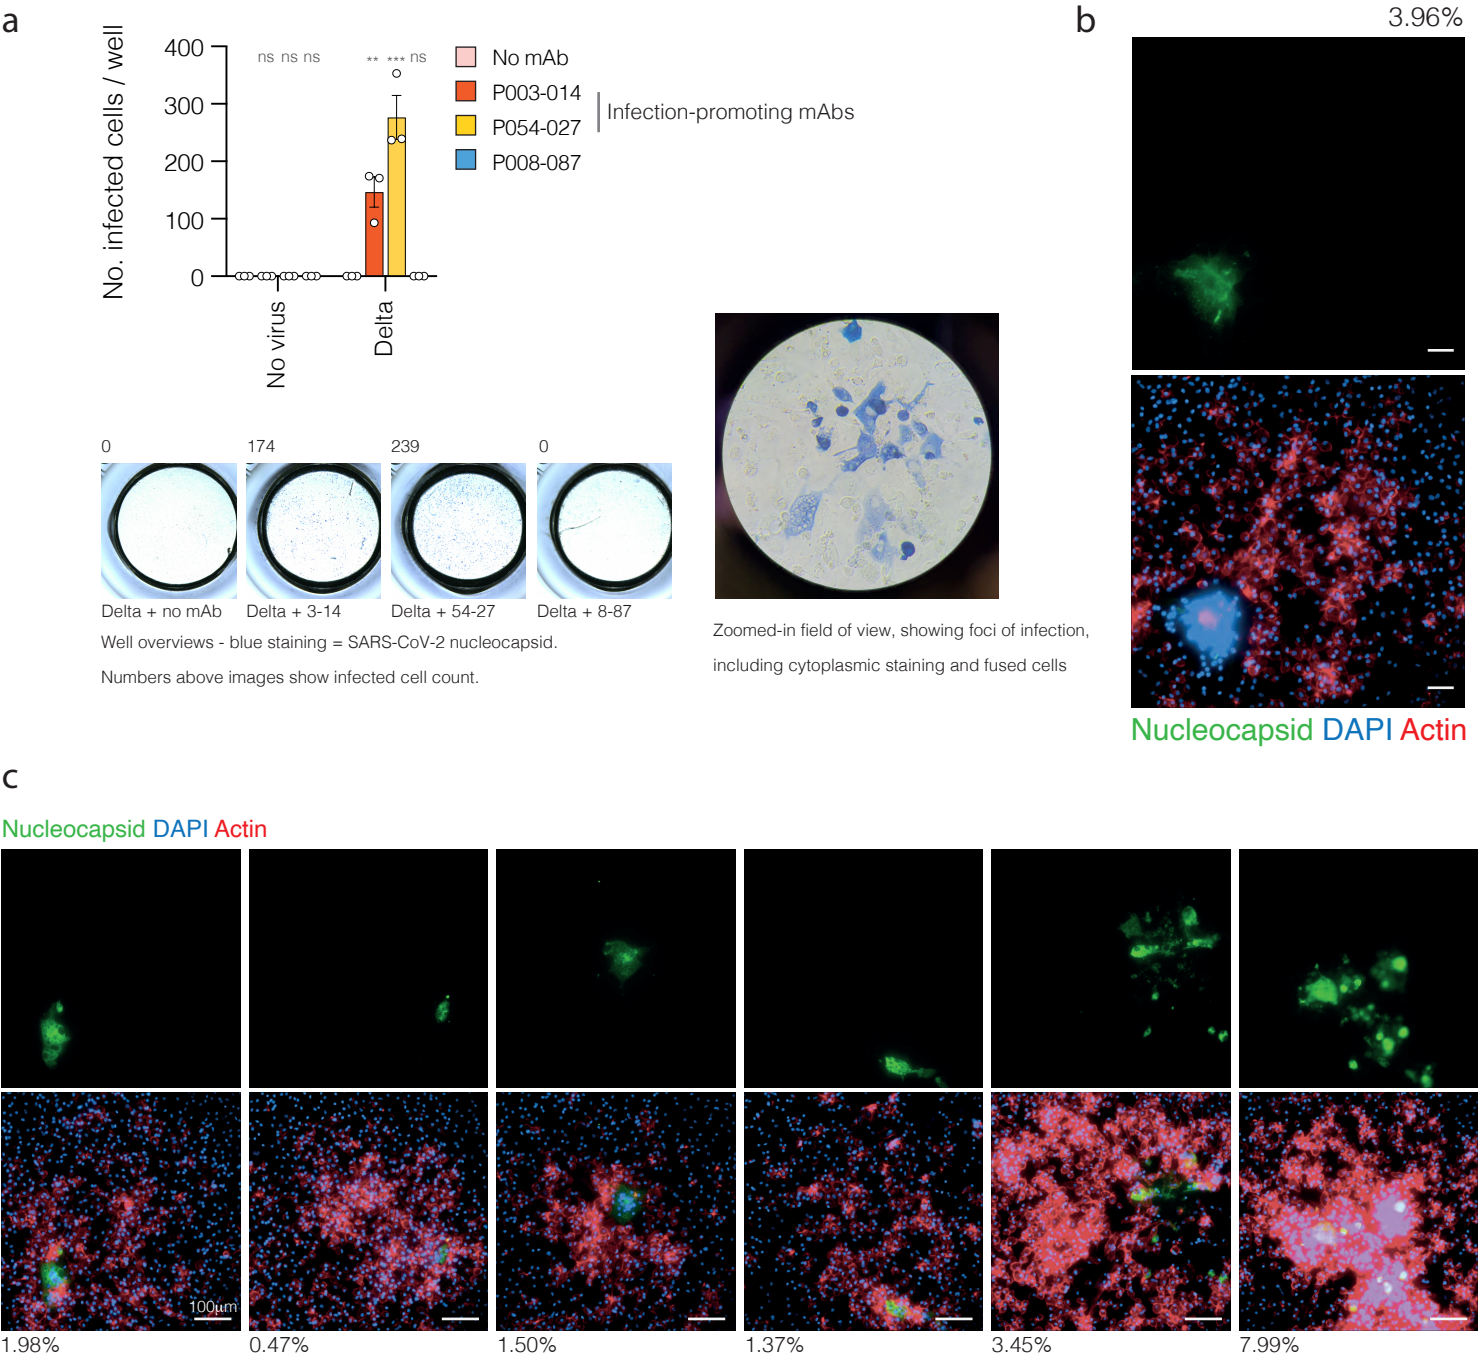 a
No. infected cells / well
400
300
200
100
0
ns ns ns
** *** ns
No virus
Delta
No mAb
P003-014
P054-027
P008-087
Infection-promoting mAbs
0
174
239
0
Delta + no mAb
Delta + 3-14
Delta + 54-27
Delta + 8-87
Well overviews - blue staining = SARS-CoV-2 nucleocapsid.
Numbers above images show infected cell count.
Zoomed-in field of view, showing foci of infection,
including cytoplasmic staining and fused cells
b
3.96%
Nucleocapsid DAPI Actin
c
Nucleocapsid DAPI Actin
100μm
1.98%
0.47%
1.50%
1.37%
3.45%
7.99%